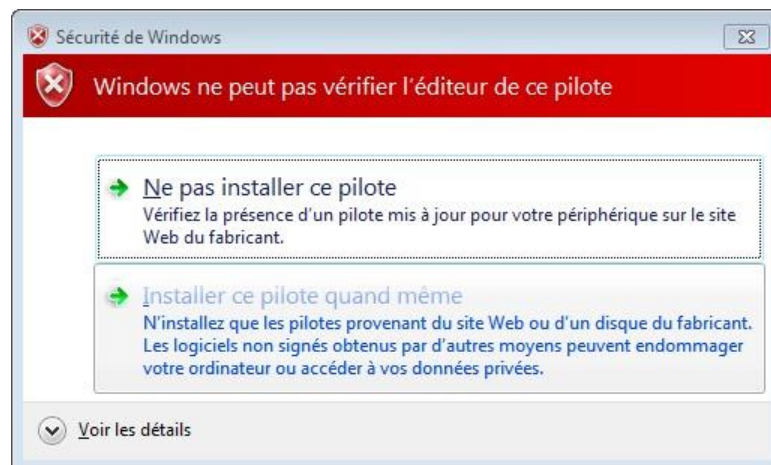 Sécurité de Windows
Windows ne peut pas vérifier l'éditeur de ce pilote
Ne pas installer ce pilote
Vérifiez la présence d'un pilote mis à jour pour votre périphérique sur le site
Web du fabricant.
Installer ce pilote quand même
N'installez que les pilotes provenant du site Web ou d'un disque du fabricant.
Les logiciels non signés obtenus par d'autres moyens peuvent endommager
votre ordinateur ou accéder à vos données privées.
Voir les détails